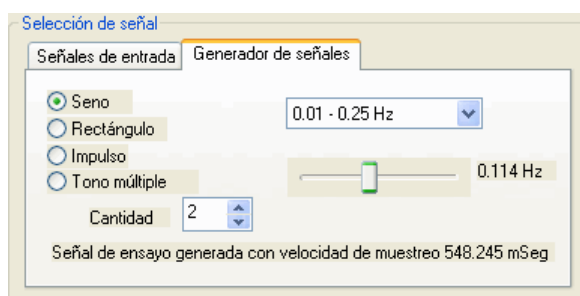 Selección de señal
Señales de entrada Generador de señales
Seno
0.01 - 0.25 Hz
Rectángulo
Impulso
Tono múltiple
0.114 Hz
Cantidad 2
Señal de ensayo generada con velocidad de muestreo 548.245 mSeg